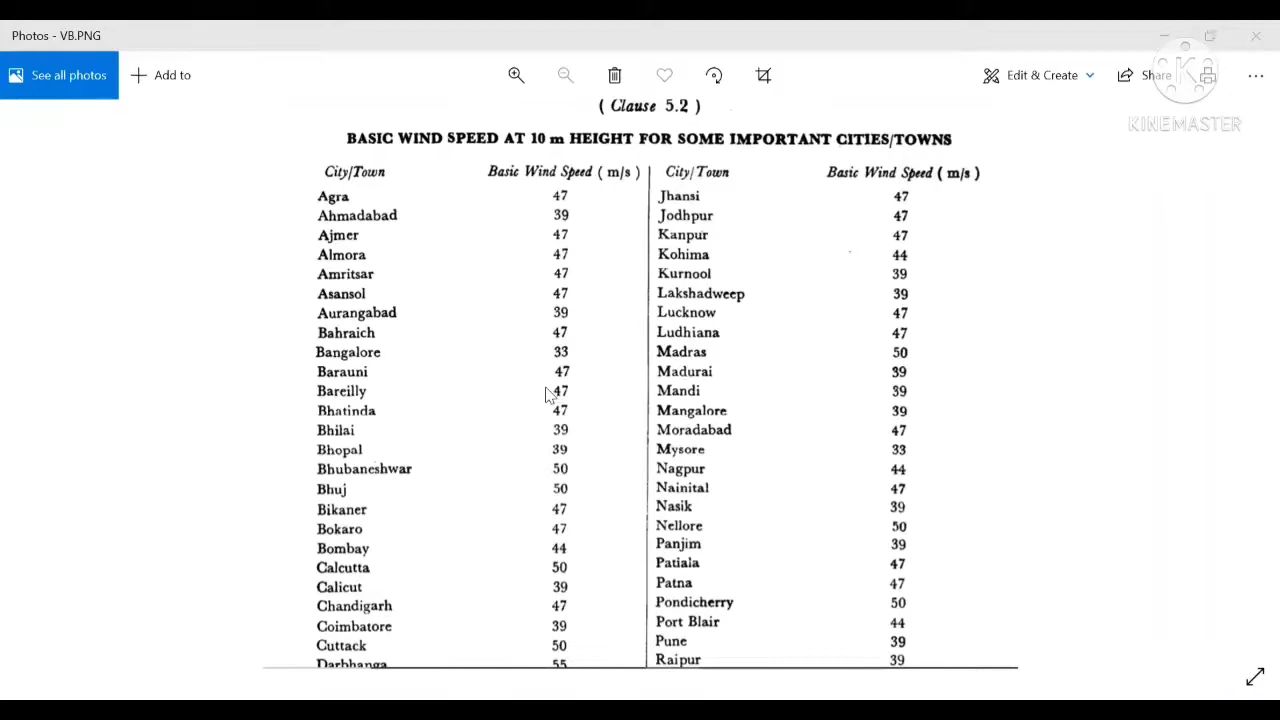 Photos - VB.PNG
See all photos
Add to
Edit & Create
Share
KINEMASTER
( Clause 5.2 )
BASIC WIND SPEED AT 10 m HEIGHT FOR SOME IMPORTANT CITIES/TOWNS
City/Town Basic Wind Speed ( m/s ) City/Town Basic Wind Speed ( m/s )
Agra 47 Jhansi 47
Ahmadabad 39 Jodhpur 47
Ajmer 47 Kanpur 47
Almora 47 Kohima 44
Amritsar 47 Kurnool 39
Asansol 47 Lakshadweep 39
Aurangabad 39 Lucknow 47
Bahraich 47 Ludhiana 47
Bangalore 33 Madras 50
Barauni 47 Madurai 39
Bareilly 47 Mandi 39
Bhatinda 47 Mangalore 39
Bhilai 39 Moradabad 47
Bhopal 39 Mysore 33
Bhubaneshwar 50 Nagpur 44
Bhuj 50 Nainital 47
Bikaner 47 Nasik 39
Bokaro 47 Nellore 50
Bombay 44 Panjim 39
Calcutta 50 Patiala 47
Calicut 39 Patna 47
Chandigarh 47 Pondicherry 50
Coimbatore 39 Port Blair 44
Cuttack 50 Pune 39
Darbhanga 55 Raipur 39